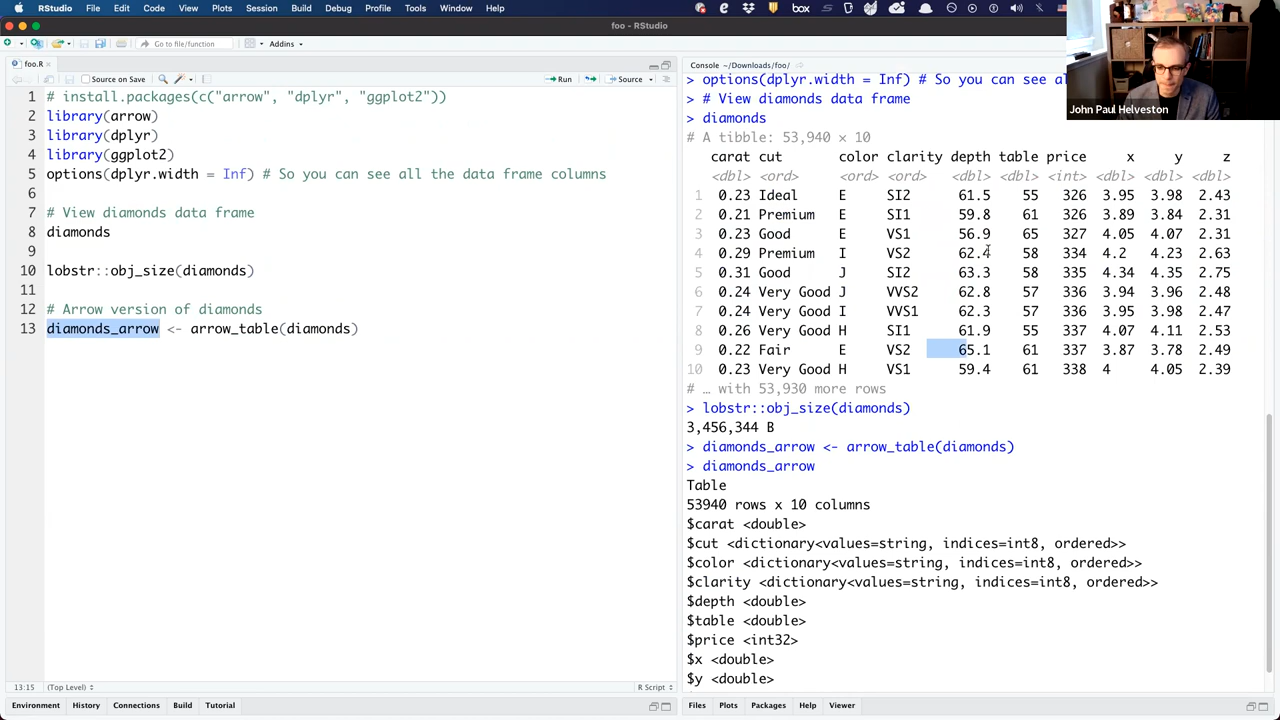 RStudio File Edit Code View Plots Session Build Debug Profile Tools Window Help
foo - RStudio
Go to file/function Addins
foo.R
Source on Save Run Source
1 # install.packages(c("arrow", "dplyr", "ggplot2"))
2 library(arrow)
3 library(dplyr)
4 library(ggplot2)
5 options(dplyr.width = Inf) # So you can see all the data frame columns
6
7 # View diamonds data frame
8 diamonds
9
10 lobstr::obj_size(diamonds)
11
12 # Arrow version of diamonds
13 diamonds_arrow <- arrow_table(diamonds)
13:15 (Top Level) R Script
Environment History Connections Build Tutorial
Console ~/Downloads/foo/
> options(dplyr.width = Inf) # So you can see al
> # View diamonds data frame
> diamonds
# A tibble: 53,940 × 10
carat cut color clarity depth table price x y z
<dbl> <ord> <ord> <ord> <dbl> <dbl> <int> <dbl> <dbl> <dbl>
1 0.23 Ideal E SI2 61.5 55 326 3.95 3.98 2.43
2 0.21 Premium E SI1 59.8 61 326 3.89 3.84 2.31
3 0.23 Good E VS1 56.9 65 327 4.05 4.07 2.31
4 0.29 Premium I VS2 62.4 58 334 4.2 4.23 2.63
5 0.31 Good J SI2 63.3 58 335 4.34 4.35 2.75
6 0.24 Very Good J VVS2 62.8 57 336 3.94 3.96 2.48
7 0.24 Very Good I VVS1 62.3 57 336 3.95 3.98 2.47
8 0.26 Very Good H SI1 61.9 55 337 4.07 4.11 2.53
9 0.22 Fair E VS2 65.1 61 337 3.87 3.78 2.49
10 0.23 Very Good H VS1 59.4 61 338 4 4.05 2.39
# … with 53,930 more rows
> lobstr::obj_size(diamonds)
3,456,344 B
> diamonds_arrow <- arrow_table(diamonds)
> diamonds_arrow
Table
53940 rows x 10 columns
$carat <double>
$cut <dictionary<values=string, indices=int8, ordered>>
$color <dictionary<values=string, indices=int8, ordered>>
$clarity <dictionary<values=string, indices=int8, ordered>>
$depth <double>
$table <double>
$price <int32>
$x <double>
$y <double>
Files Plots Packages Help Viewer
John Paul Helveston